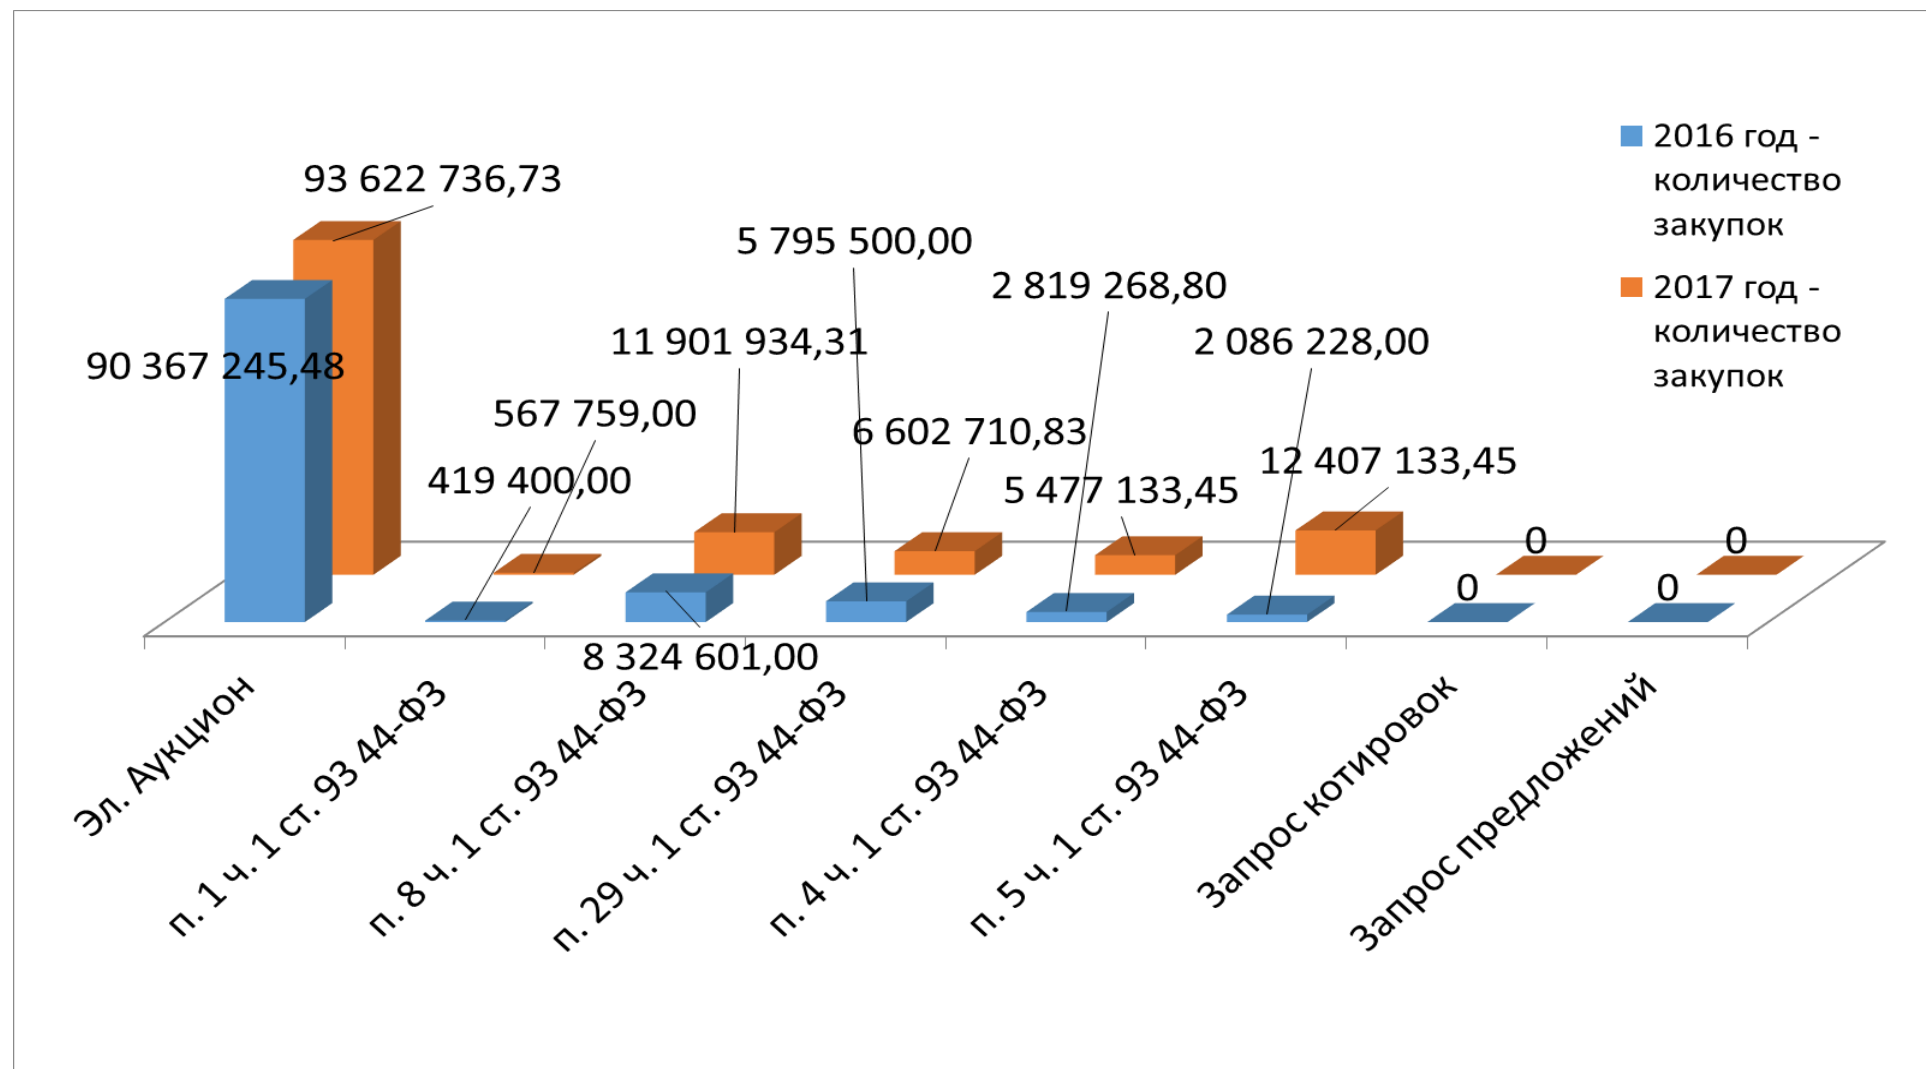 2016 год -
количество
закупок
2017 год -
количество
закупок
93 622 736,73
5 795 500,00
2 819 268,80
11 901 934,31
2 086 228,00
90 367 245,48
567 759,00
6 602 710,83
12 407 133,45
419 400,00
5 477 133,45
0
0
0
0
8 324 601,00
Эл. Аукцион
п. 1 ч. 1 ст. 93 44-ФЗ
п. 8 ч. 1 ст. 93 44-ФЗ
п. 29 ч. 1 ст. 93 44-ФЗ
п. 4 ч. 1 ст. 93 44-ФЗ
п. 5 ч. 1 ст. 93 44-ФЗ
Запрос котировок
Запрос предложений